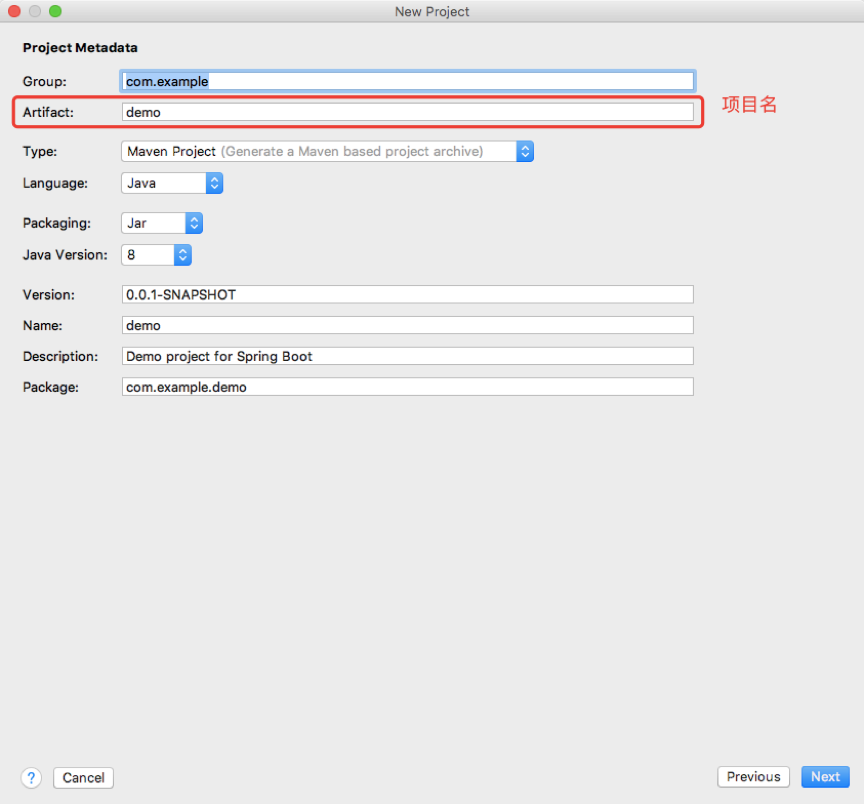 New Project
Project Metadata
Group: com.example
Artifact: demo 项目名
Type: Maven Project (Generate a Maven based project archive)
Language: Java
Packaging: Jar
Java Version: 8
Version: 0.0.1-SNAPSHOT
Name: demo
Description: Demo project for Spring Boot
Package: com.example.demo
? Cancel Previous Next